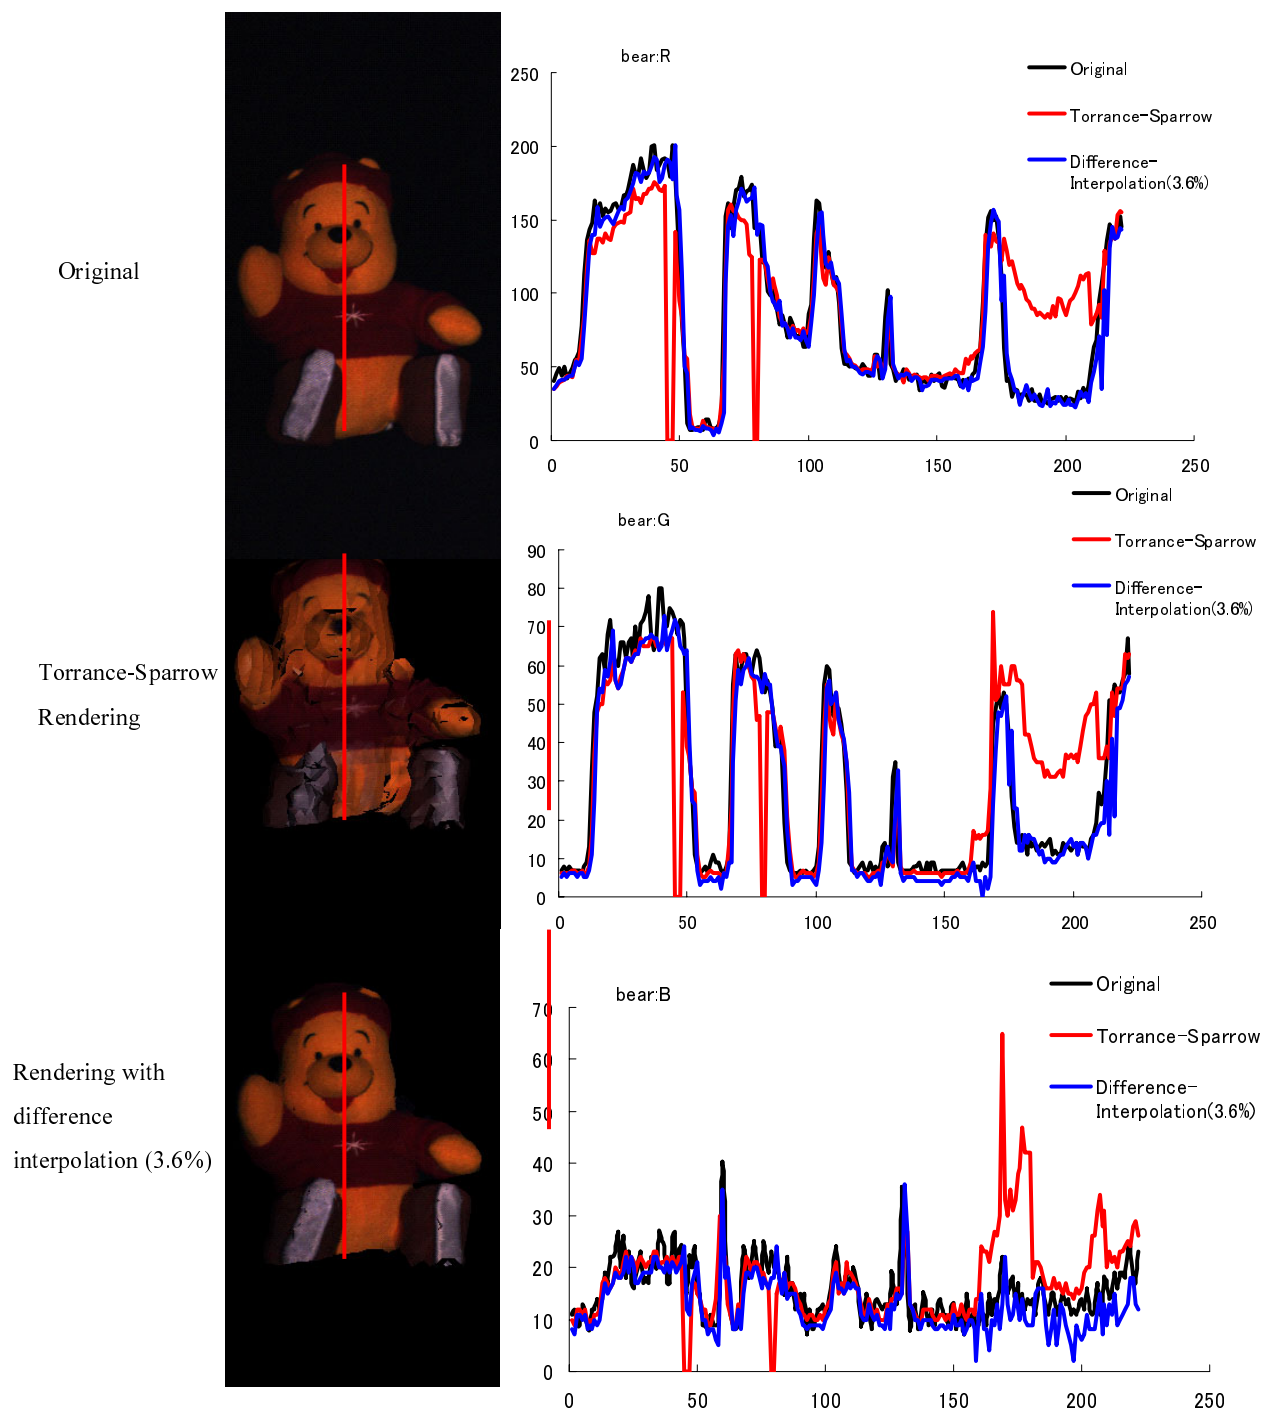 Original
Torrance-Sparrow
Rendering
Rendering with
difference
interpolation (3.6%)
bear:R
Original
Torrance-Sparrow
Difference-
Interpolation(3.6%)
250
200
150
100
50
0
0 50 100 150 200 250
bear:G
Original
Torrance-Sparrow
Difference-
Interpolation(3.6%)
90
80
70
60
50
40
30
20
10
0
0 50 100 150 200 250
bear:B
Original
Torrance-Sparrow
Difference-
Interpolation(3.6%)
70
60
50
40
30
20
10
0
0 50 100 150 200 250